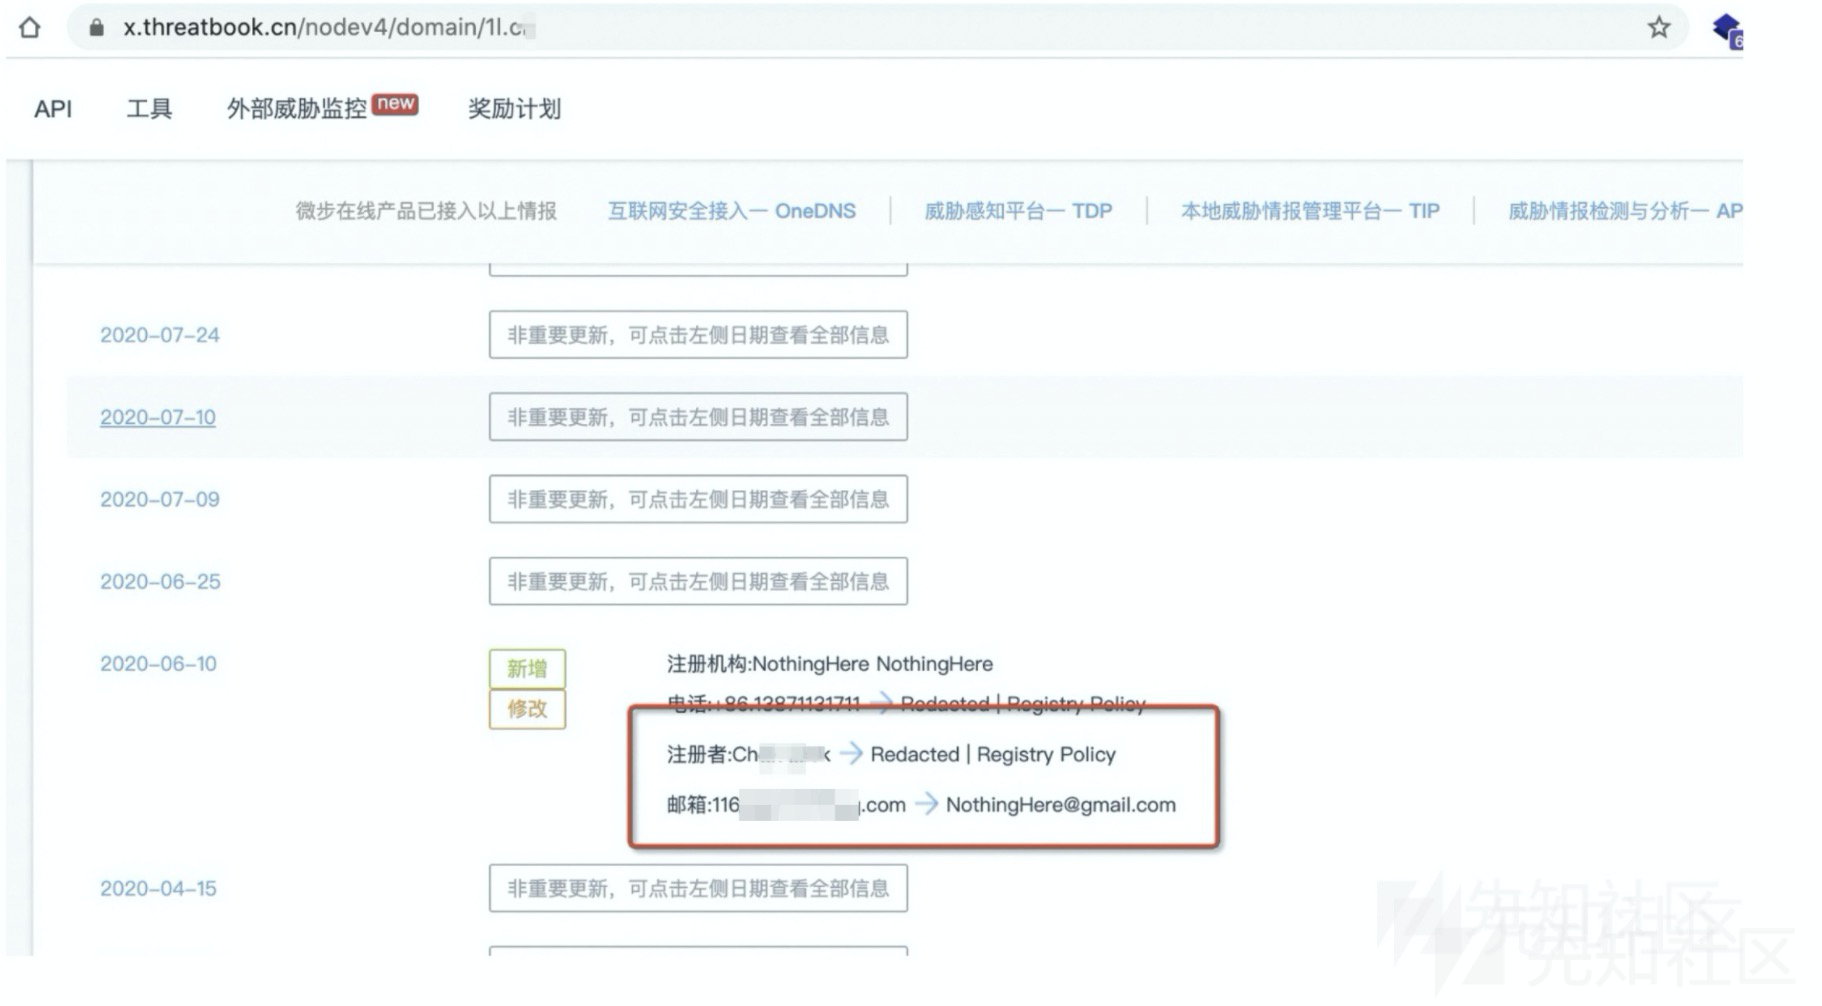 x.threatbook.cn/nodev4/domain/1l.c
6
API 工具 外部威胁监控 new 奖励计划
微步在线产品已接入以上情报 互联网安全接入— OneDNS | 威胁感知平台— TDP | 本地威胁情报管理平台— TIP | 威胁情报检测与分析— AP
2020-07-24 非重要更新，可点击左侧日期查看全部信息
2020-07-10 非重要更新，可点击左侧日期查看全部信息
2020-07-09 非重要更新，可点击左侧日期查看全部信息
2020-06-25 非重要更新，可点击左侧日期查看全部信息
2020-06-10 新增 注册机构:NothingHere NothingHere
修改 电话:+86.13871131711 → Redacted | Registry Policy
注册者:Ch k → Redacted | Registry Policy
邮箱:116 .com → NothingHere@gmail.com
2020-04-15 非重要更新，可点击左侧日期查看全部信息
先知社区
先知社区